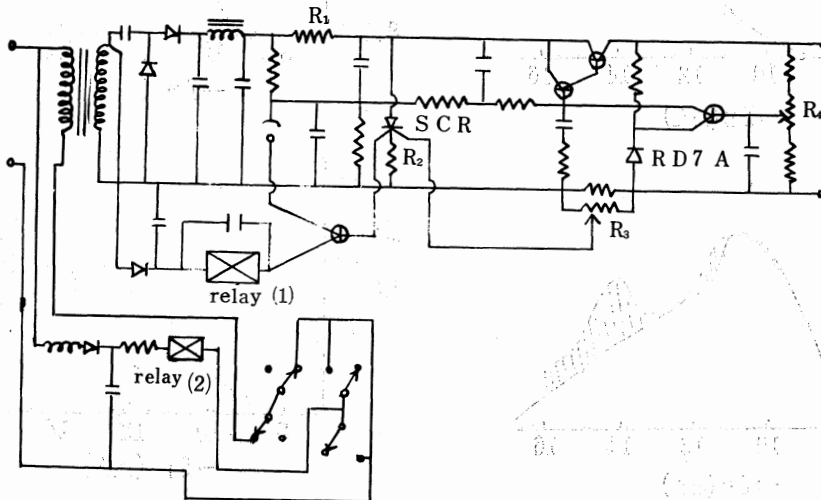 R₁
SCR
R₂
RD7A
R₄
R₃
relay (1)
relay (2)